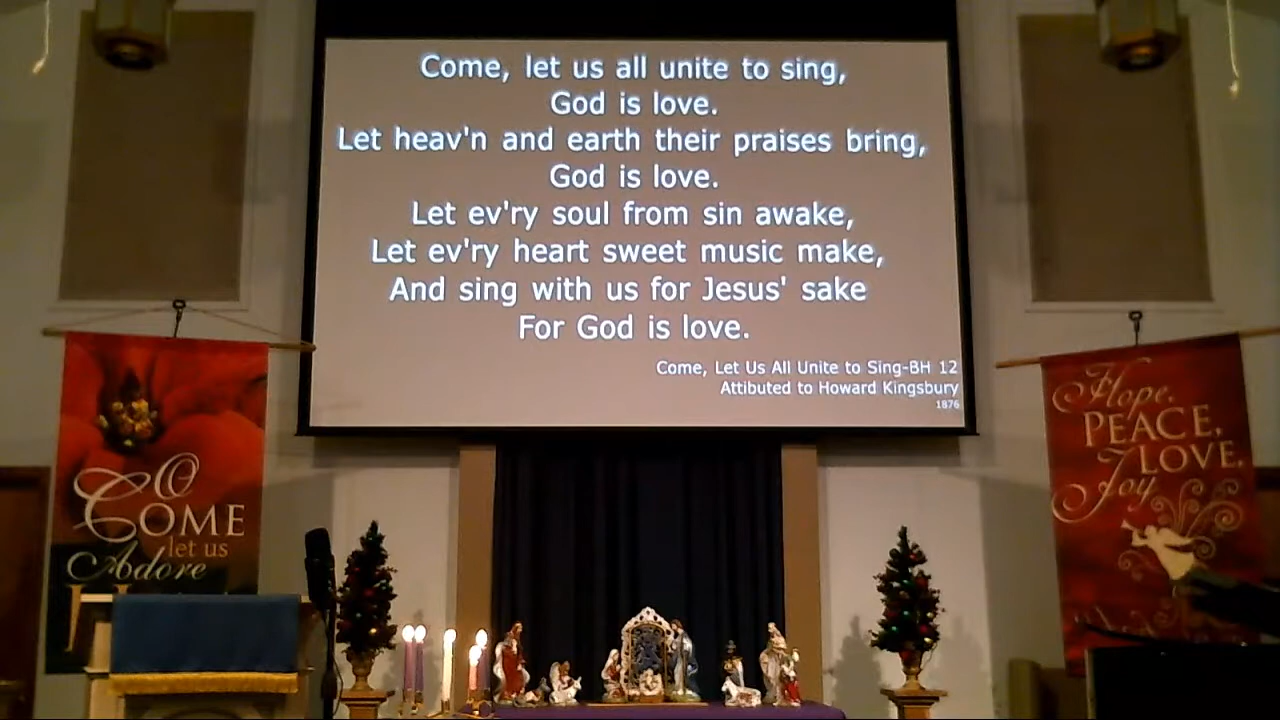 Come, let us all unite to sing,
God is love.
Let heav'n and earth their praises bring,
God is love.
Let ev'ry soul from sin awake,
Let ev'ry heart sweet music make,
And sing with us for Jesus' sake
For God is love.
Come, Let Us All Unite to Sing-BH 12
Attibuted to Howard Kingsbury
1876
O
COME
let us
Adore
Hope,
PEACE,
LOVE,
Joy